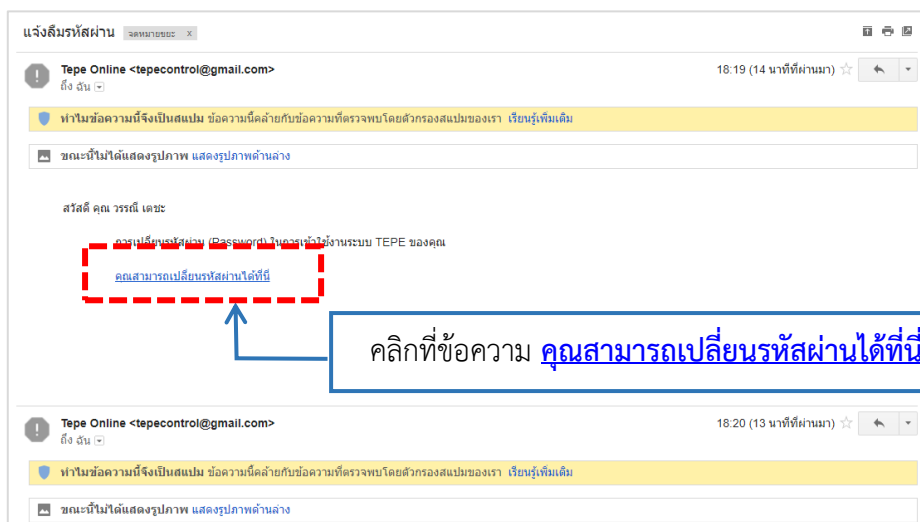 แจ้งลืมรหัสผ่าน จดหมายขยะ x
Tepe Online <tepecontrol@gmail.com> 18:19 (14 นาทีที่ผ่านมา)
ถึง ฉัน
ทำไมข้อความนี้จึงเป็นสแปม ข้อความนี้คล้ายกับข้อความที่ตรวจพบโดยตัวกรองสแปมของเรา เรียนรู้เพิ่มเติม
ขณะนี้ไม่ได้แสดงรูปภาพ แสดงรูปภาพด้านล่าง
สวัสดี คุณ วรรณี เตชะ
การเปลี่ยนรหัสผ่าน (Password) ในการเข้าใช้งานระบบ TEPE ของคุณ
คุณสามารถเปลี่ยนรหัสผ่านได้ที่นี่
คลิกที่ข้อความ คุณสามารถเปลี่ยนรหัสผ่านได้ที่นี่
Tepe Online <tepecontrol@gmail.com> 18:20 (13 นาทีที่ผ่านมา)
ถึง ฉัน
ทำไมข้อความนี้จึงเป็นสแปม ข้อความนี้คล้ายกับข้อความที่ตรวจพบโดยตัวกรองสแปมของเรา เรียนรู้เพิ่มเติม
ขณะนี้ไม่ได้แสดงรูปภาพ แสดงรูปภาพด้านล่าง